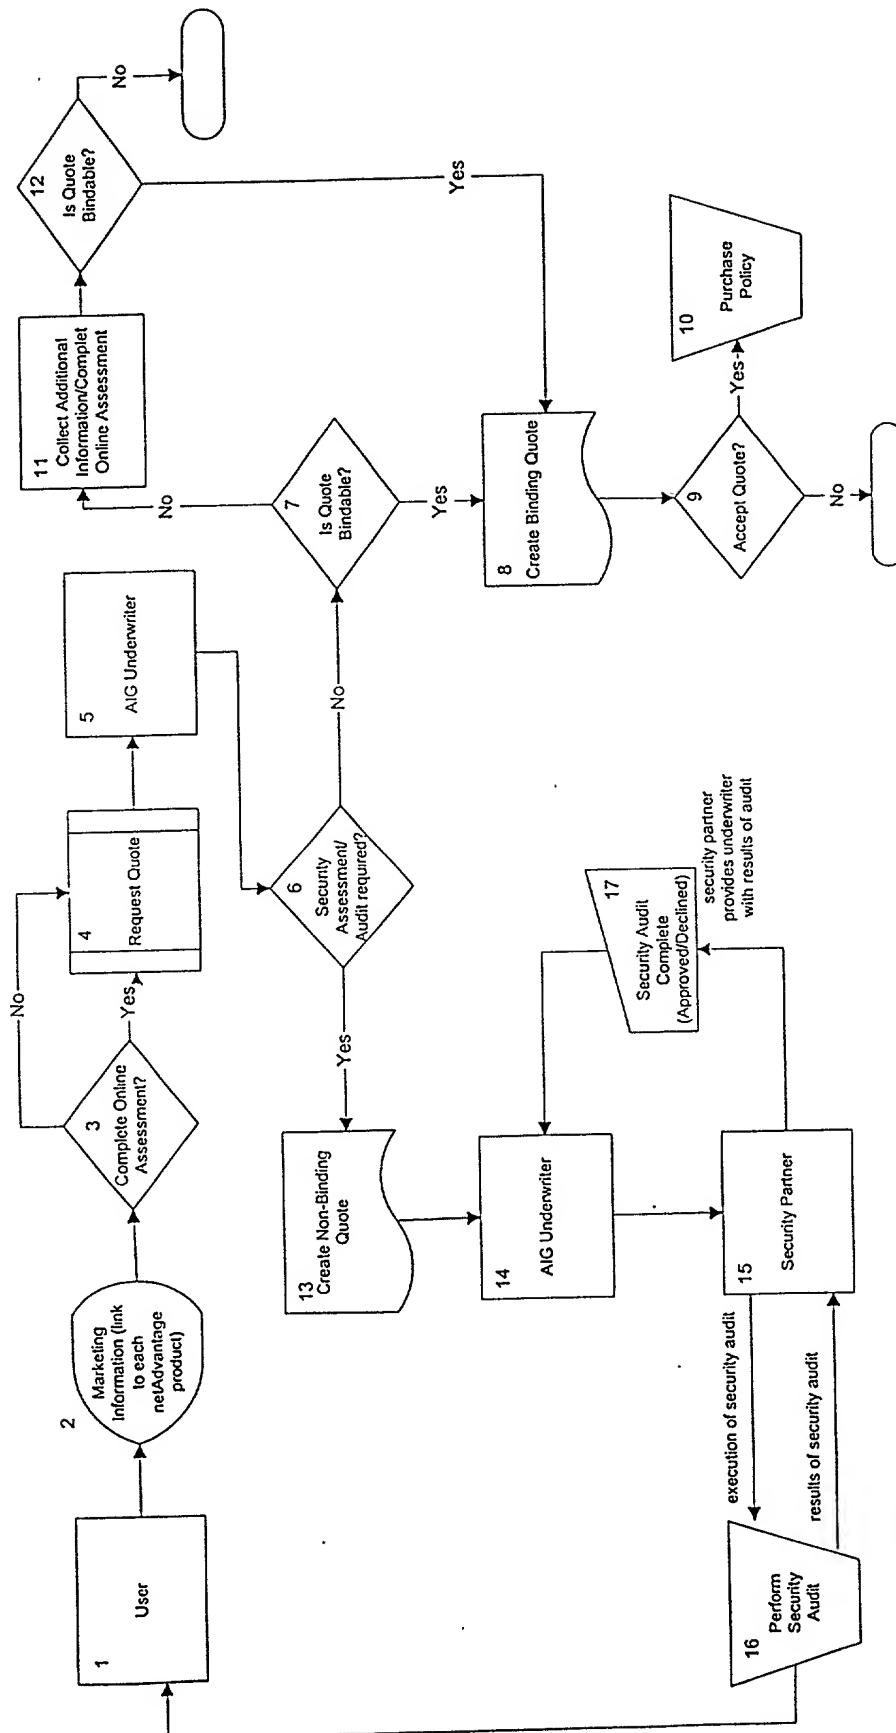 1
User
2
Marketing
Information (link
to each
netAdvantage
product)
3
Complete Online
Assessment?
No
Yes
4
Request Quote
5
AIG Underwriter
6
Security
Assessment/
Audit required?
No
Yes
7
Is Quote
Bindable?
No
Yes
11
Collect Additional
Information/Complet
Online Assessment
12
Is Quote
Bindable?
No
Yes
8
Create Binding Quote
9
Accept Quote?
Yes
No
10
Purchase
Policy
13
Create Non-Binding
Quote
14
AIG Underwriter
15
Security Partner
execution of security audit
results of security audit
16
Perform
Security
Audit
17
Security Audit
Complete
(Approved/Declined)
security partner
provides underwriter
with results of audit